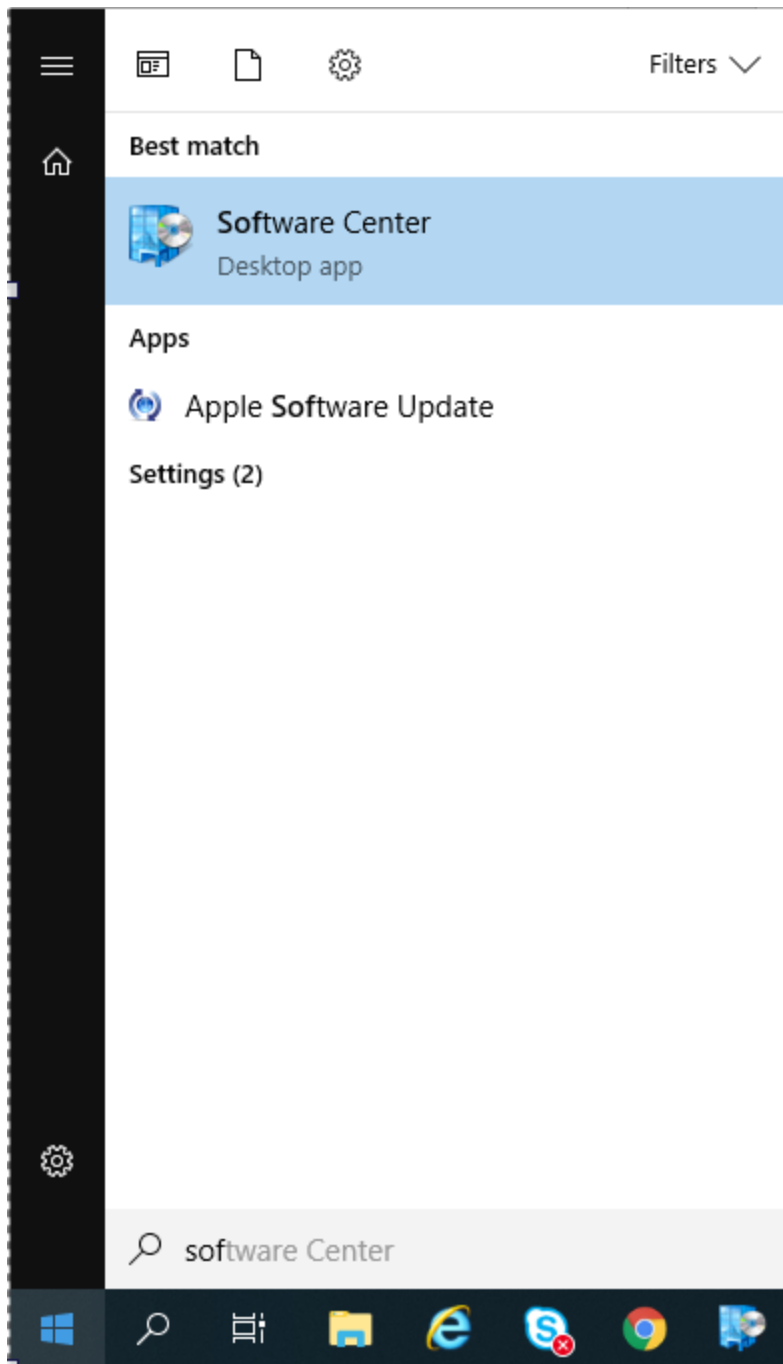 Filters
Best match
Software Center
Desktop app
Apps
Apple Software Update
Settings (2)
software Center